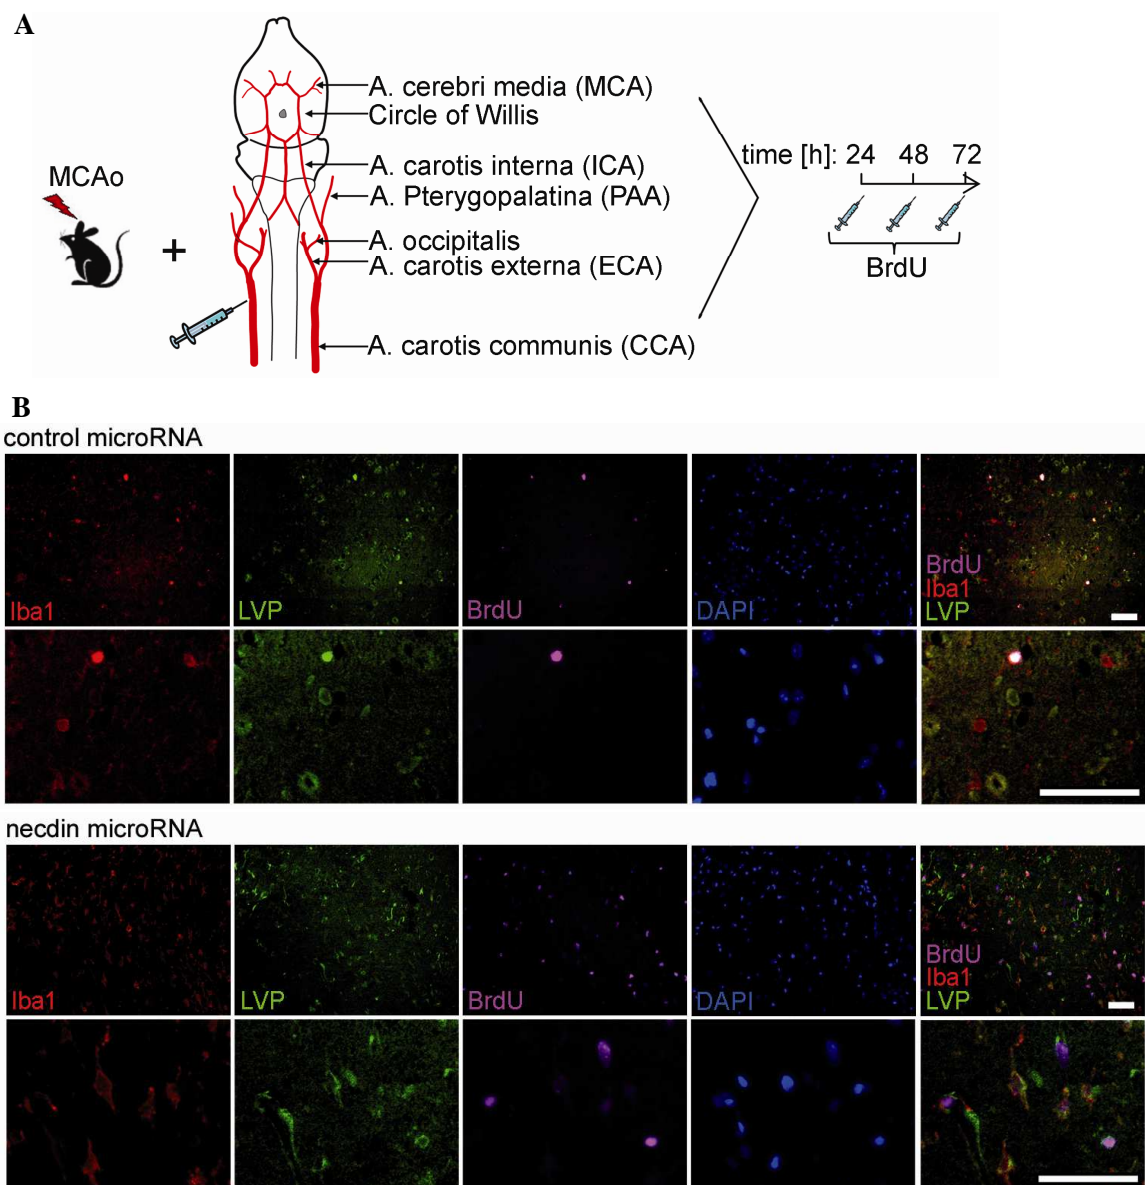 A
A. cerebri media (MCA)
Circle of Willis
time [h]: 24 48 72
A. carotis interna (ICA)
MCAo
A. Pterygopalatina (PAA)
+
A. occipitalis
A. carotis externa (ECA)
BrdU
A. carotis communis (CCA)
B
control microRNA
BrdU
Iba1
Iba1 LVP BrdU DAPI LVP
necdin microRNA
BrdU
Iba1
Iba1 LVP BrdU DAPI LVP